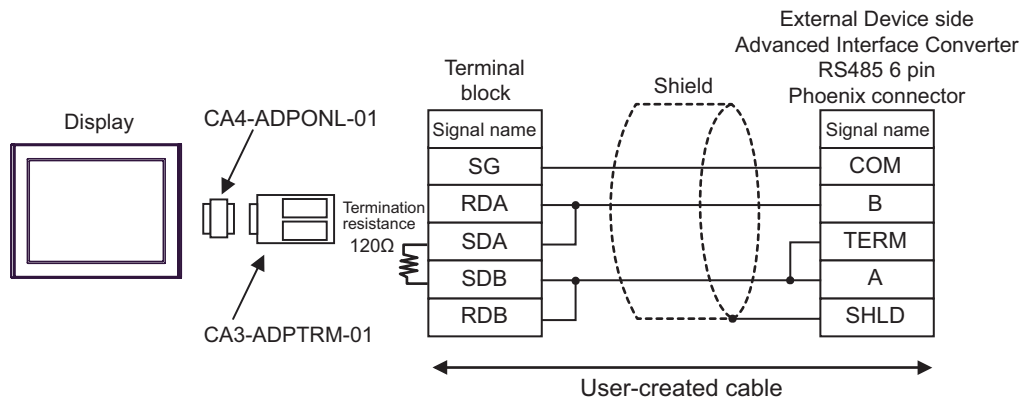 External Device side
Advanced Interface Converter
RS485 6 pin
Phoenix connector
Terminal
block
Shield
Display
CA4-ADPONL-01
Signal name
Signal name
SG
COM
RDA
B
Termination
resistance
120Ω
SDA
TERM
SDB
A
RDB
SHLD
CA3-ADPTRM-01
User-created cable